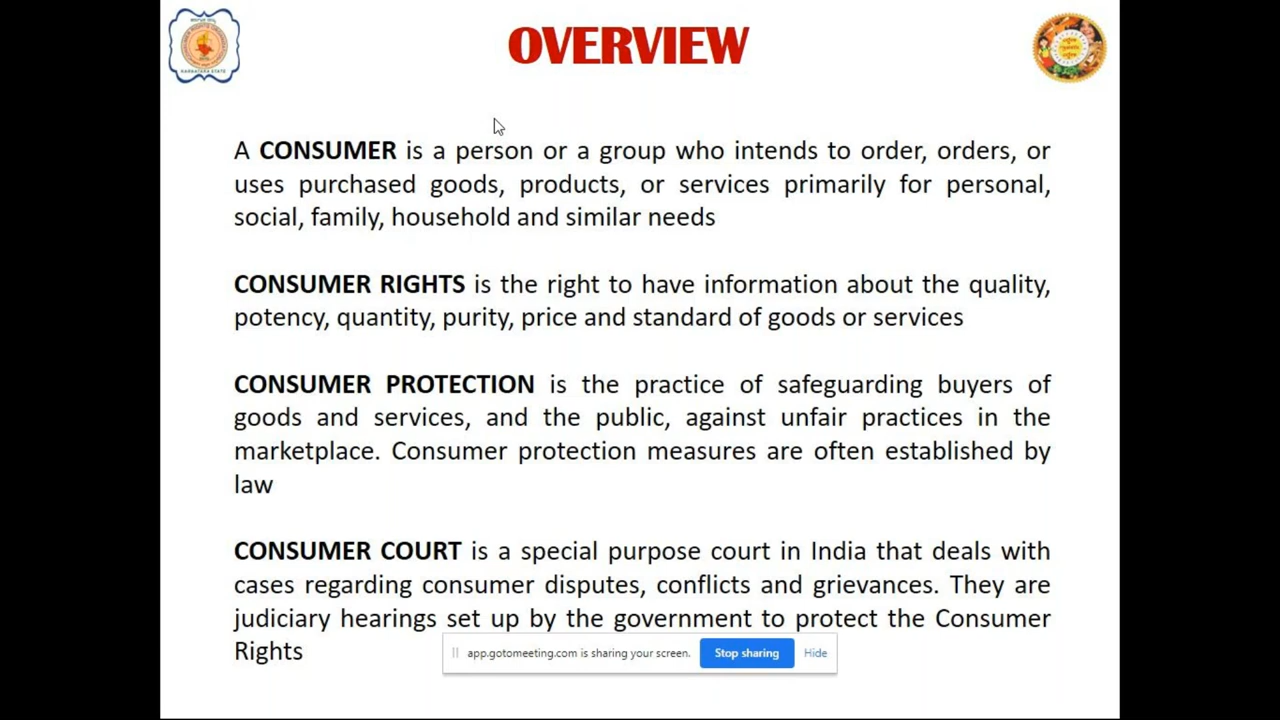 OVERVIEW
KARNATAKA STATE
A CONSUMER is a person or a group who intends to order, orders, or
uses purchased goods, products, or services primarily for personal,
social, family, household and similar needs
CONSUMER RIGHTS is the right to have information about the quality,
potency, quantity, purity, price and standard of goods or services
CONSUMER PROTECTION is the practice of safeguarding buyers of
goods and services, and the public, against unfair practices in the
marketplace. Consumer protection measures are often established by
law
CONSUMER COURT is a special purpose court in India that deals with
cases regarding consumer disputes, conflicts and grievances. They are
judiciary hearings set up by the government to protect the Consumer
Rights
app.gotomeeting.com is sharing your screen. Stop sharing Hide